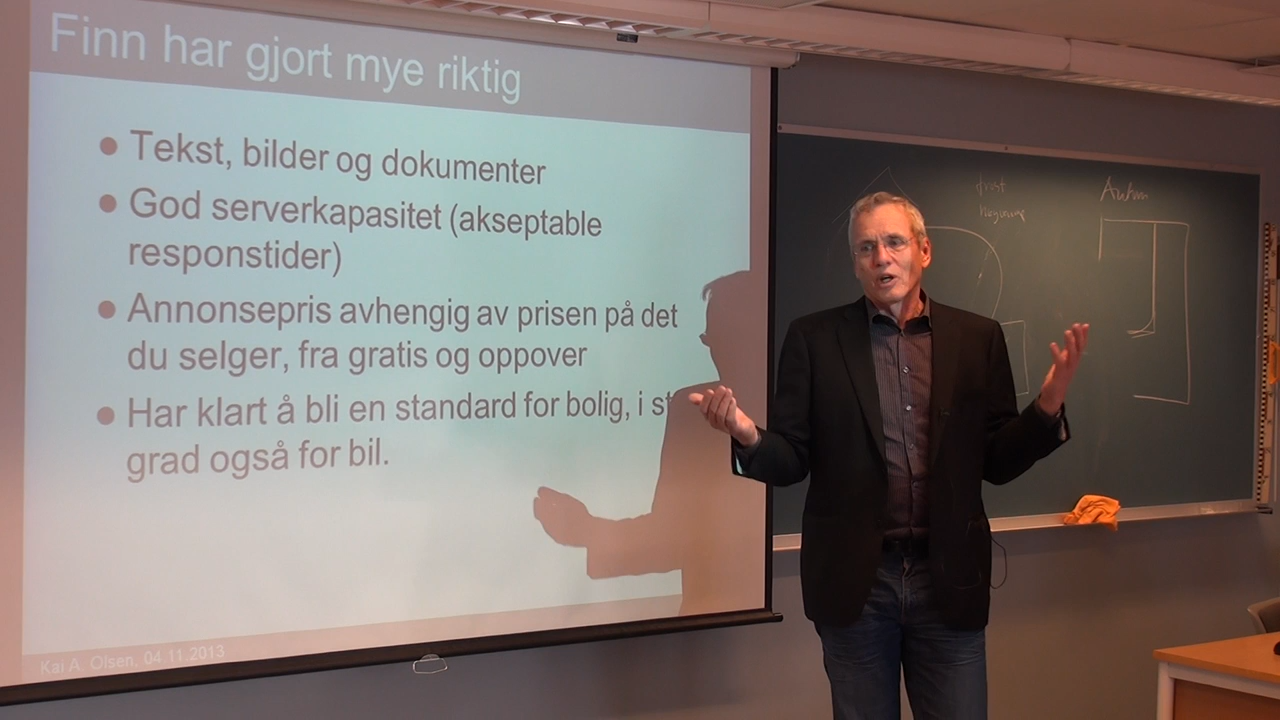 Finn har gjort mye riktig
• Tekst, bilder og dokumenter
• God serverkapasitet (akseptable
responstider)
• Annonsepris avhengig av prisen på det
du selger, fra gratis og oppover
• Har klart å bli en standard for bolig, i
grad også for bil.
Kai A. Olsen, 04.11.2013